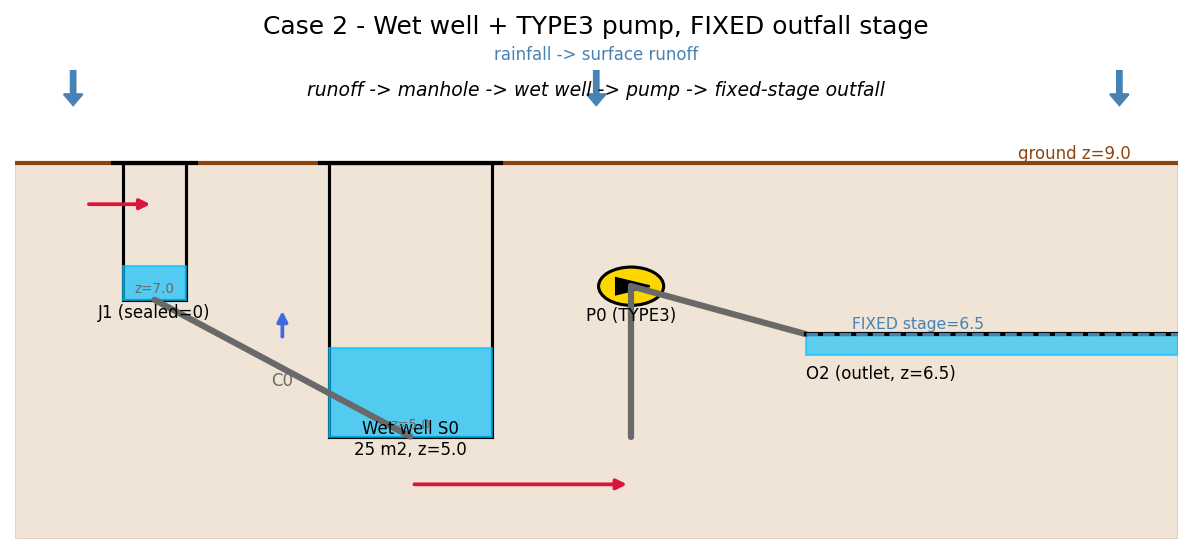 Case 2 - Wet well + TYPE3 pump, FIXED outfall stage
rainfall -> surface runoff
runoff -> manhole -> wet well -> pump -> fixed-stage outfall
ground z=9.0
z=7.0
J1 (sealed=0)
P0 (TYPE3)
FIXED stage=6.5
O2 (outlet, z=6.5)
C0
z=5.0
Wet well S0
25 m2, z=5.0